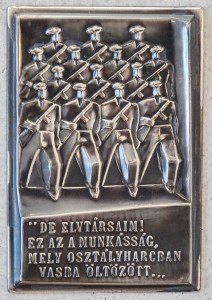 "DE ELVTÁRSAIM!
EZ AZ A MUNKÁSSÁG,
MELY OSZTÁLYHARCBAN
VASBA ÖLTÖZÖTT...